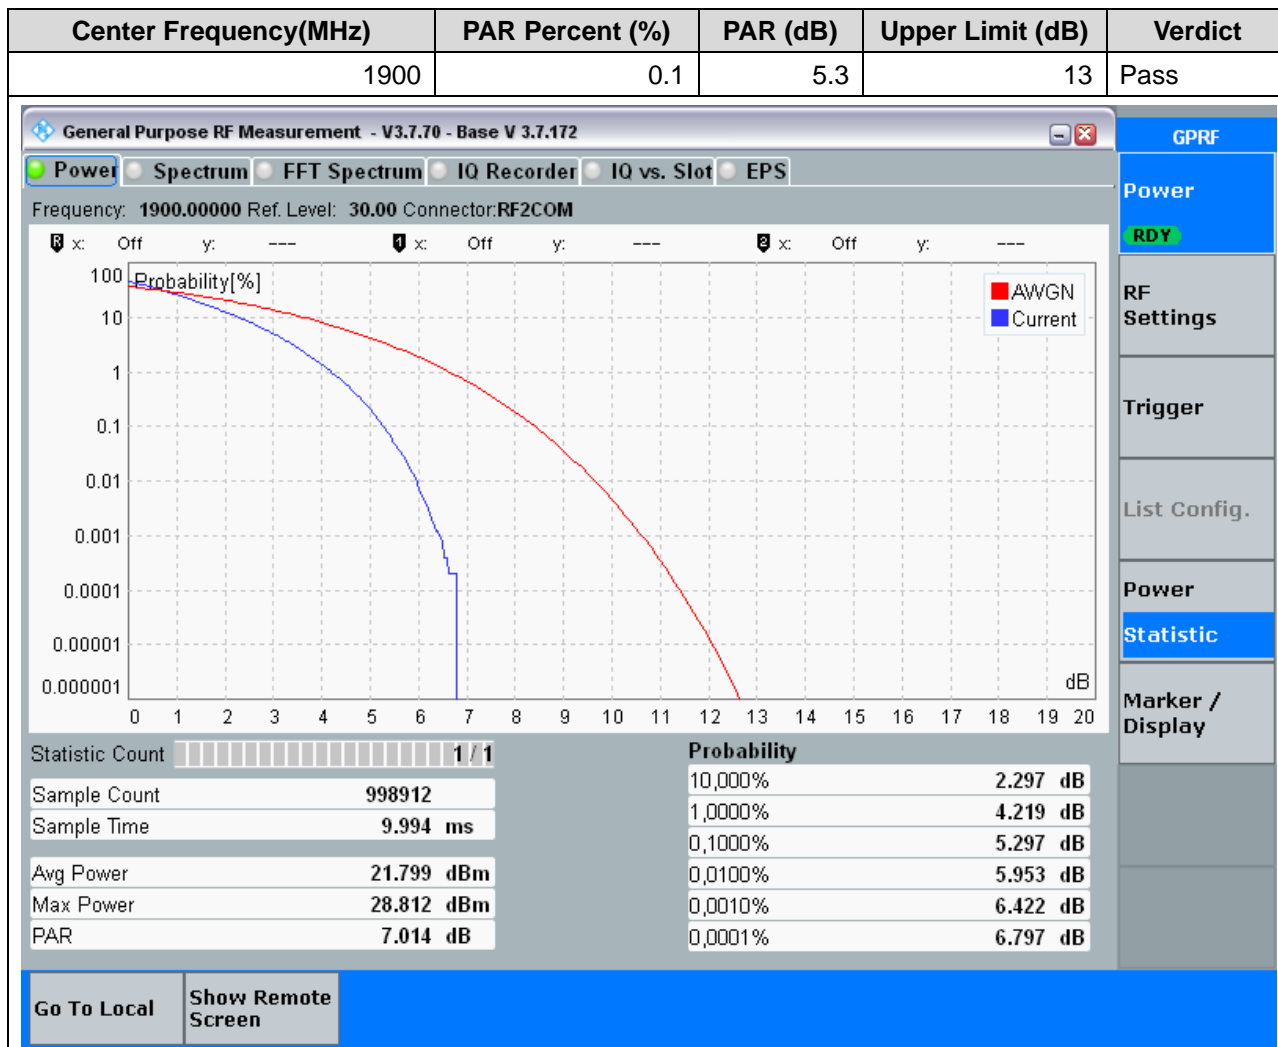 Center Frequency(MHz) PAR Percent (%) PAR (dB) Upper Limit (dB) Verdict
1900 0.1 5.3 13 Pass
General Purpose RF Measurement - V3.7.70 - Base V 3.7.172
GPRF
Power Spectrum FFT Spectrum IQ Recorder IQ vs. Slot EPS
Frequency: 1900.00000 Ref. Level: 30.00 Connector:RF2COM
R x: Off y: --- 1 x: Off y: --- 2 x: Off y: ---
Probability[%]
AWGN
Current
100
10
1
0.1
0.01
0.001
0.0001
0.00001
0.000001
dB
0 1 2 3 4 5 6 7 8 9 10 11 12 13 14 15 16 17 18 19 20
Statistic Count 1 / 1
Sample Count 998912
Sample Time 9.994 ms
Avg Power 21.799 dBm
Max Power 28.812 dBm
PAR 7.014 dB
Probability
10,000% 2.297 dB
1,0000% 4.219 dB
0,1000% 5.297 dB
0,0100% 5.953 dB
0,0010% 6.422 dB
0,0001% 6.797 dB
Power
RDY
RF
Settings
Trigger
List Config.
Power
Statistic
Marker /
Display
Go To Local
Show Remote
Screen